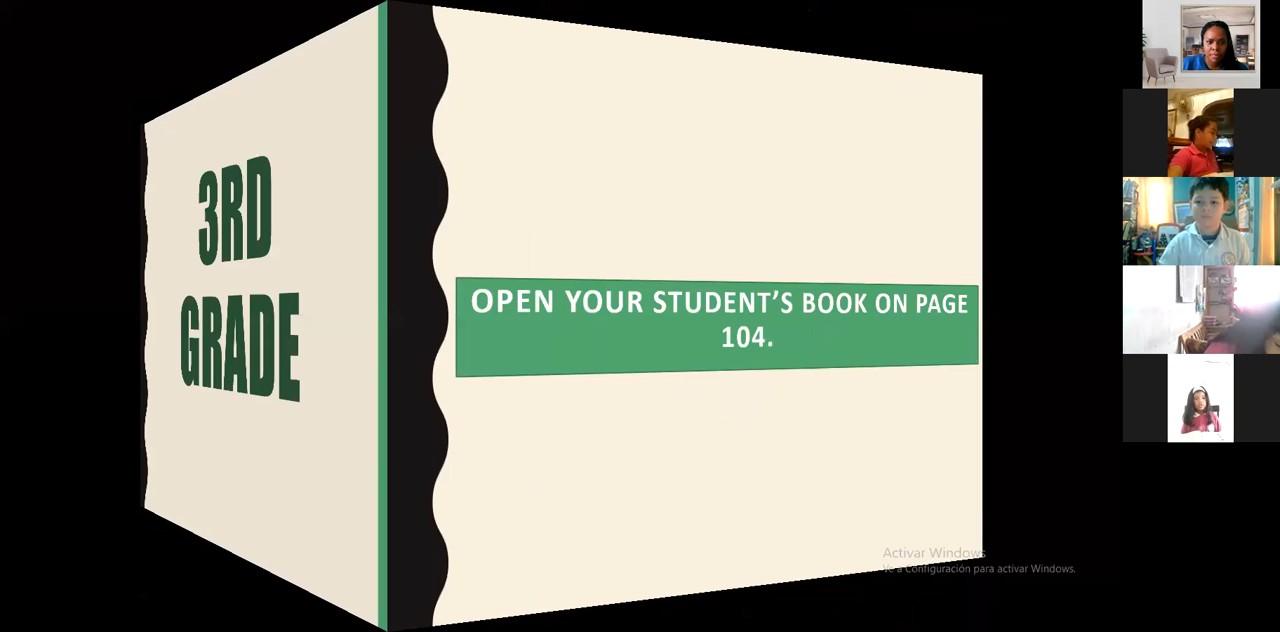 3RD
GRADE
OPEN YOUR STUDENT’S BOOK ON PAGE
104.
Activar Windows
Ve a Configuración para activar Windows.